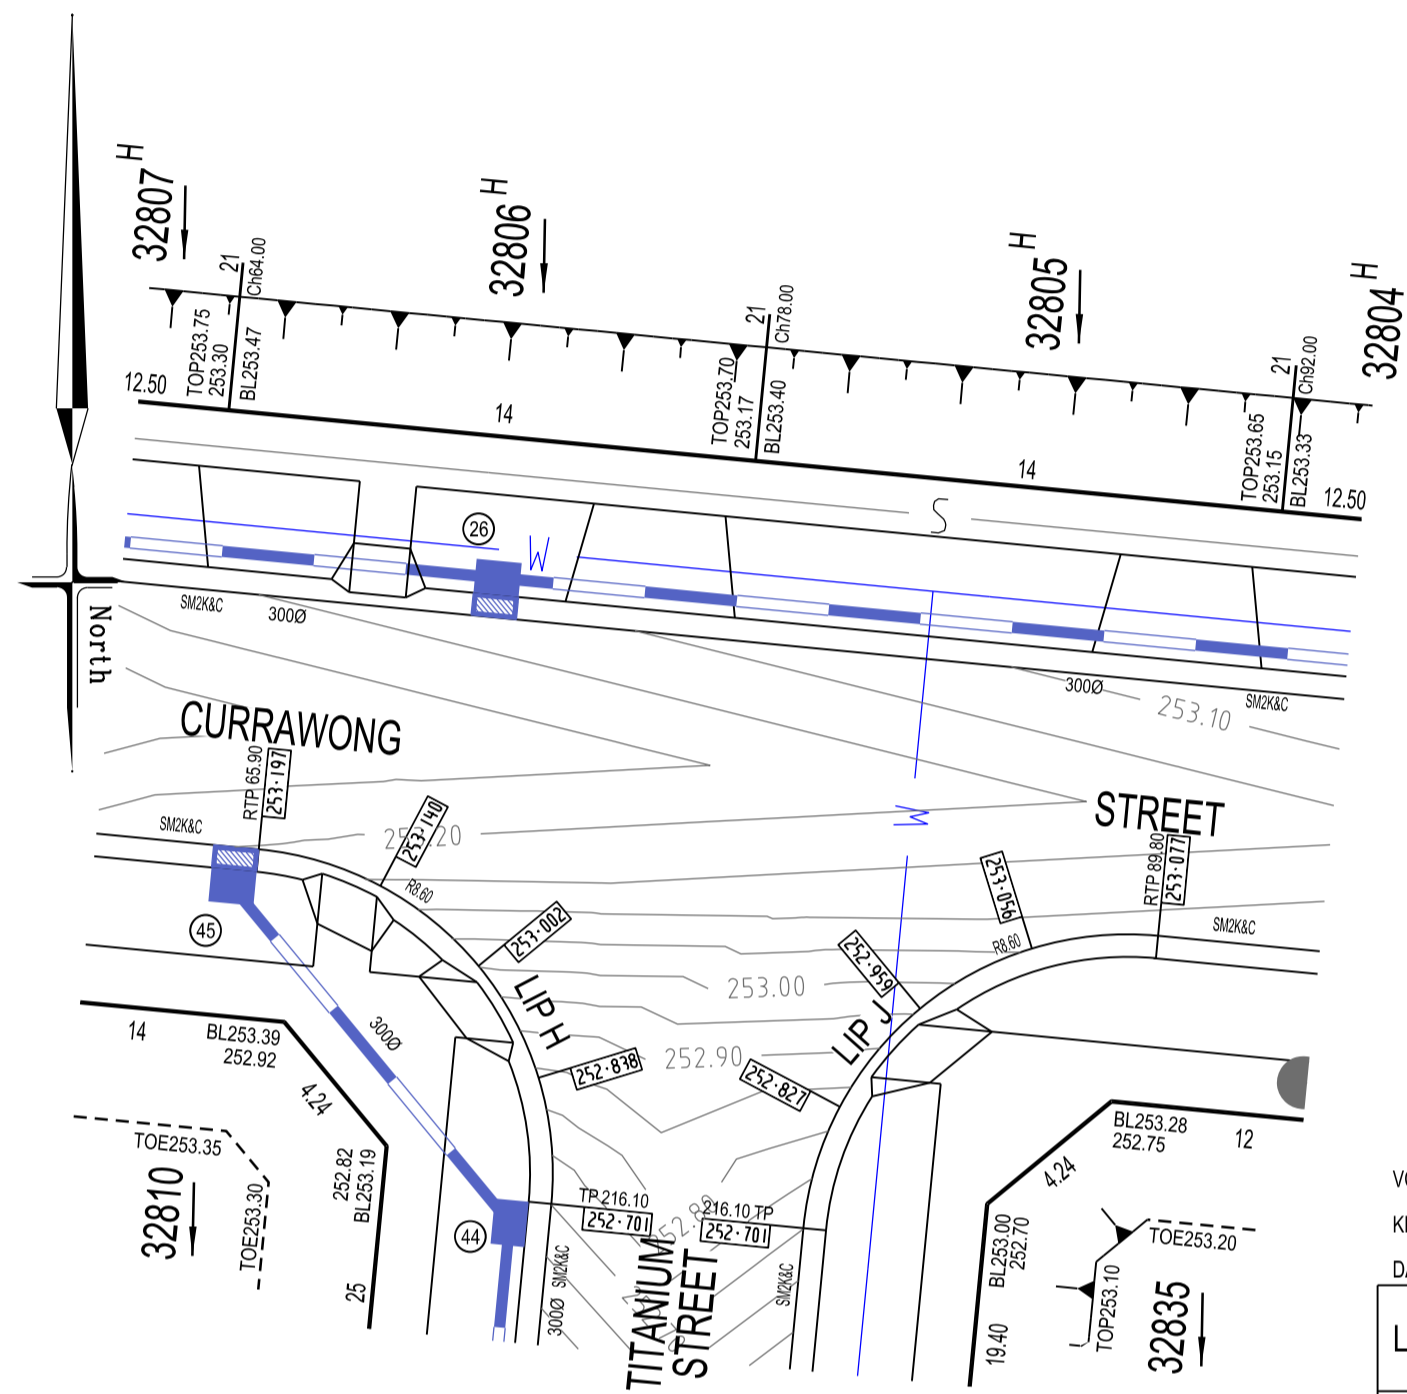 H
32807
H
32806
H
32805
H
32804
21
Ch64.00
21
Ch78.00
21
Ch92.00
TOP253.75
253.30
BL253.47
TOP253.70
253.17
BL253.40
TOP253.65
253.15
BL253.33
12.50
14
14
12.50
S
26
W
SM2K&C
300Ø
300Ø
SM2K&C
253.10
North
CURRAWONG
STREET
RTP 65.90
253.197
SM2K&C
253.140
R8.60
253.002
LIP H
252.838
45
253.00
252.90
253.056
R8.60
252.959
LIP J
252.827
RTP 89.80
253.077
SM2K&C
W
14
BL253.39
252.92
4.24
300Ø
TOE253.35
TOE253.30
252.82
BL253.19
25
32810
44
TP 216.10
252.701
216.10 TP
252.701
252.80
300Ø
SM2K&C
TITANIUM
STREET
SM2K&C
BL253.28
252.75
12
4.24
BL253.00
252.70
19.40
TOE253.20
TOP253.10
32835